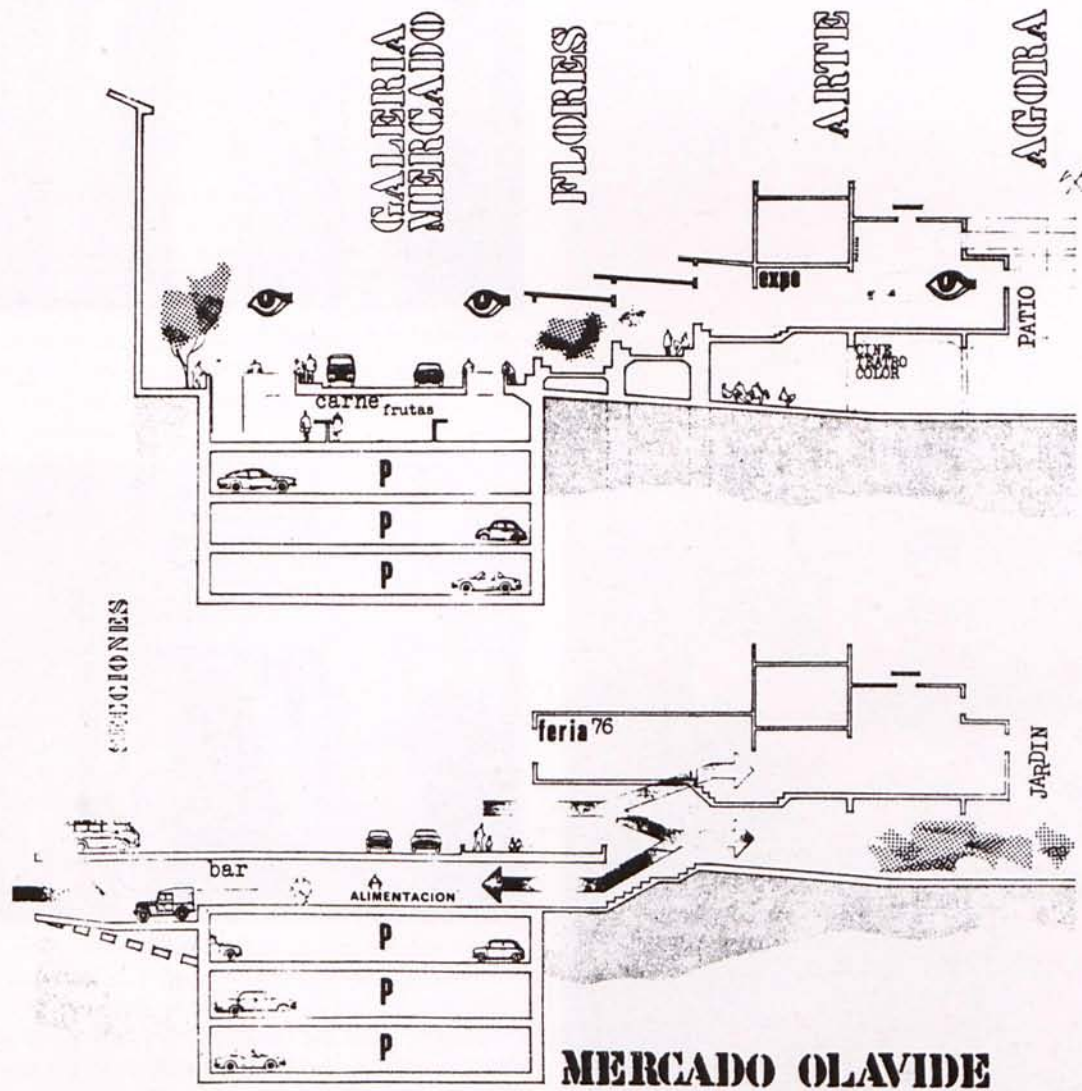 GALERIA
MERCADO
FLORES
ARTE
AGORA
expo
PATIO
CINE
TEATRO
COLOR
carne frutas
P
P
P
SECCIONES
feria 76
JARDIN
bar
ALIMENTACION
P
P
P
MERCADO OLAVIDE